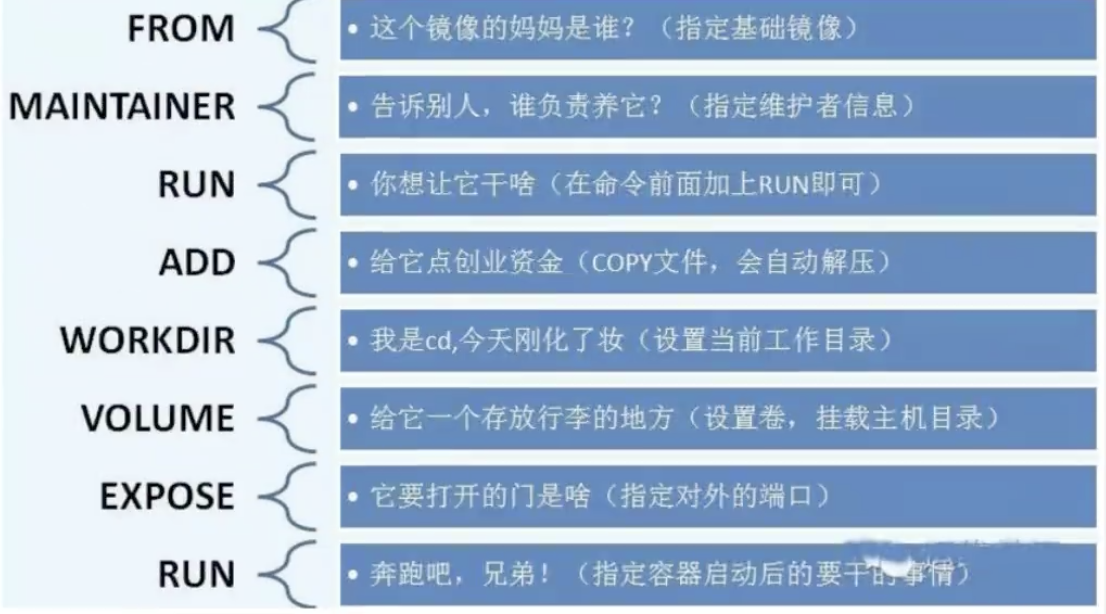 FROM
• 这个镜像的妈妈是谁？（指定基础镜像）
MAINTAINER
• 告诉别人，谁负责养它？（指定维护者信息）
RUN
• 你想让它干啥（在命令前面加上RUN即可）
ADD
• 给它点创业资金（COPY文件，会自动解压）
WORKDIR
• 我是cd,今天刚化了妆（设置当前工作目录）
VOLUME
• 给它一个存放行李的地方（设置卷，挂载主机目录）
EXPOSE
• 它要打开的门是啥（指定对外的端口）
RUN
• 奔跑吧，兄弟！（指定容器启动后的要干的事情）